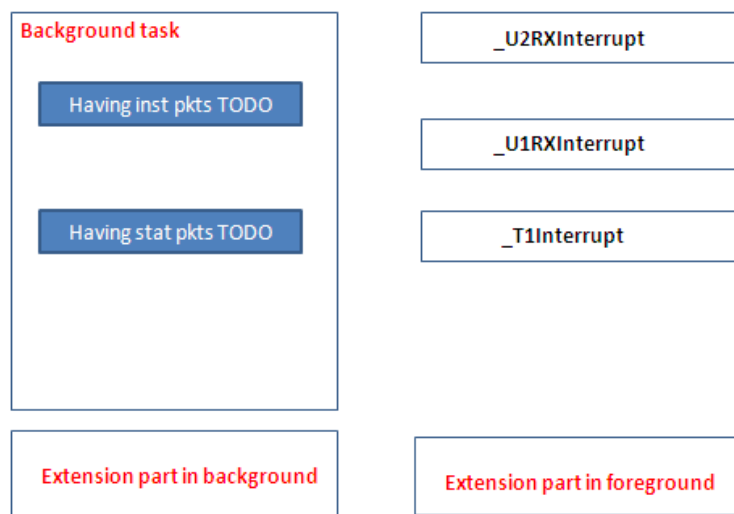 Background task
Having inst pkts TODO
Having stat pkts TODO
Extension part in background
_U2RXInterrupt
_U1RXInterrupt
_T1Interrupt
Extension part in foreground